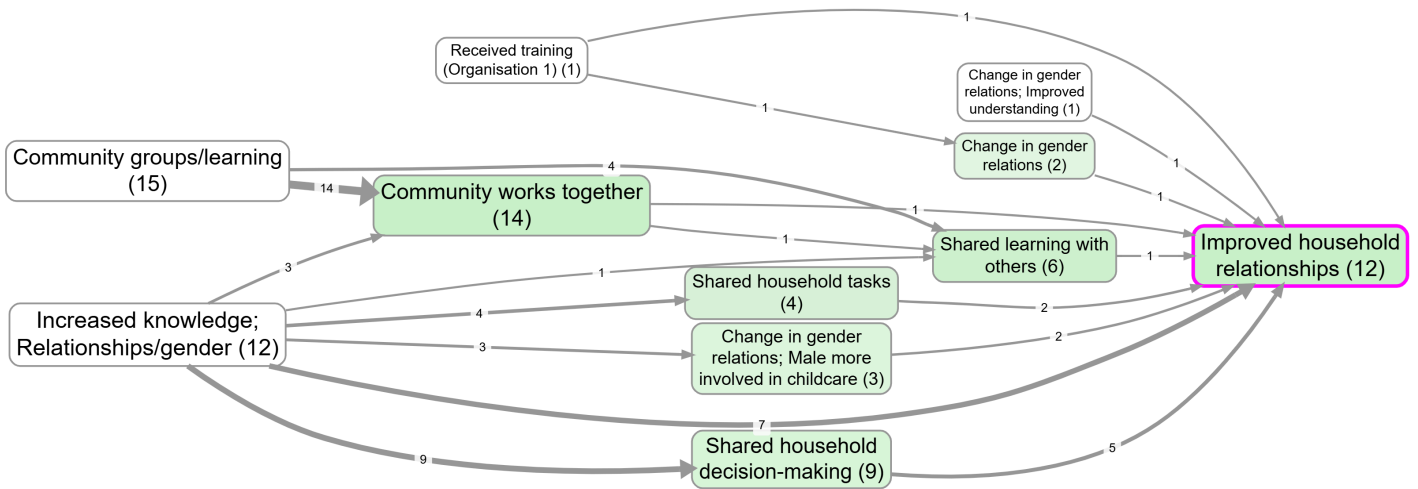 Received training
(Organisation 1) (1)
Change in gender
relations; Improved
understanding (1)
Change in gender
relations (2)
Community groups/learning
(15)
Community works together
(14)
Shared learning with
others (6)
Improved household
relationships (12)
Shared household tasks
(4)
Increased knowledge;
Relationships/gender (12)
Change in gender
relations; Male more
involved in childcare (3)
Shared household
decision-making (9)
1
1
1
1
4
14
1
1
1
3
1
4
2
3
2
7
9
5